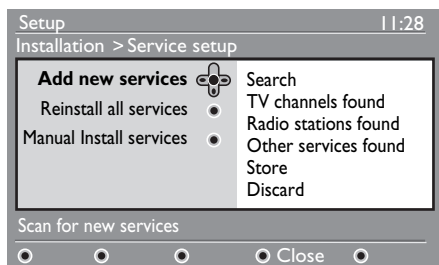 Setup 11:28
Installation > Service setup
Add new services
Reinstall all services
Manual Install services
Search
TV channels found
Radio stations found
Other services found
Store
Discard
Scan for new services
Close